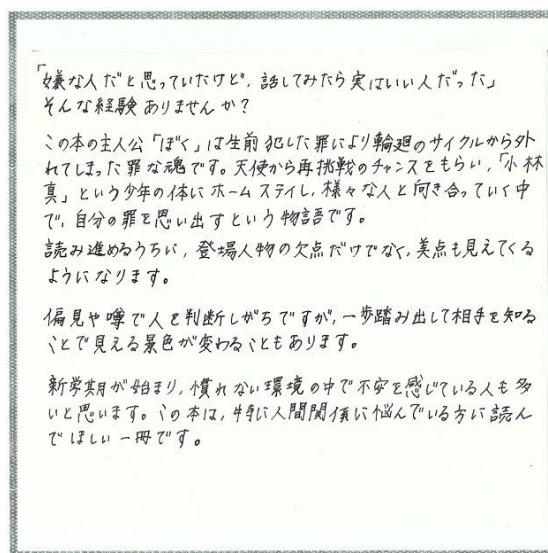 「嫌な人だと思っていたけど、話してみたら実はいい人だった」
そんな経験ありませんか？
この本の主人公「ぼく」は生前犯した罪により輪廻のサイクルから外
れてしまった罪な魂です。天使から再挑戦のチャンスをもらい、「小林
真」という少年の体にホームステイし、様々な人と向き合っていく中
で、自分の罪を思い出すという物語です。
読み進めるうちに、登場人物の欠点だけでなく、美点も見えてくる
ようになります。
偏見や噂で人を判断しがちですが、一歩踏み出して相手を知る
ことで見える景色が変わることもあります。
新学期が始まり、慣れない環境の中で不安を感じている人も多
いと思います。この本は、特に人間関係に悩んでいる方に読ん
でほしい一冊です。